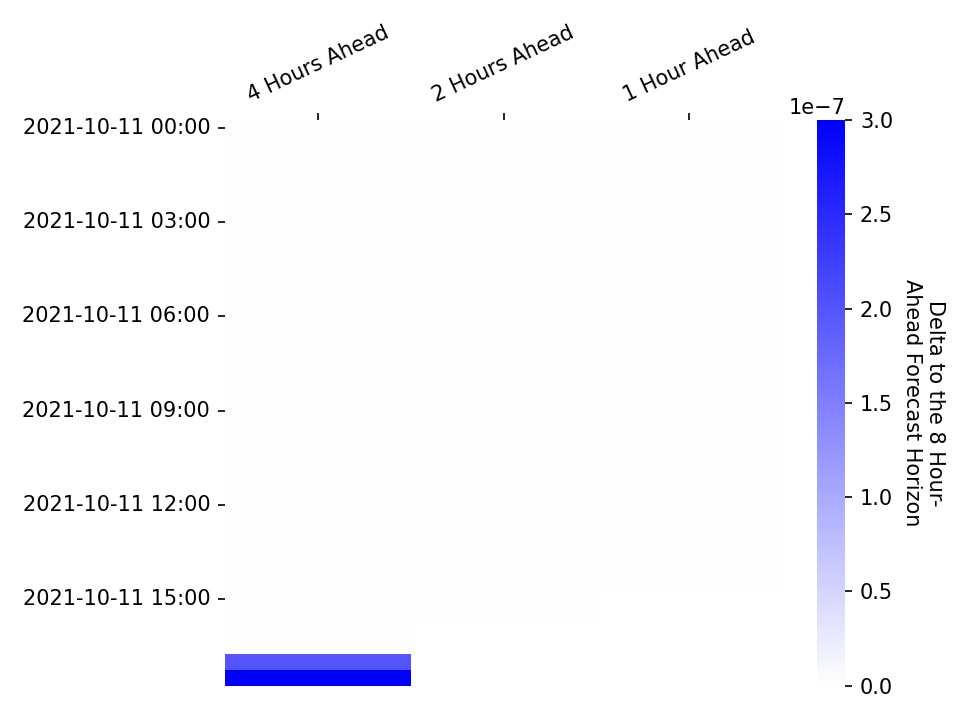 4 Hours Ahead
2 Hours Ahead
1 Hour Ahead
1e−7
2021-10-11 00:00
2021-10-11 03:00
2021-10-11 06:00
2021-10-11 09:00
2021-10-11 12:00
2021-10-11 15:00
3.0
2.5
2.0
1.5
1.0
0.5
0.0
Delta to the 8 Hour-
Ahead Forecast Horizon